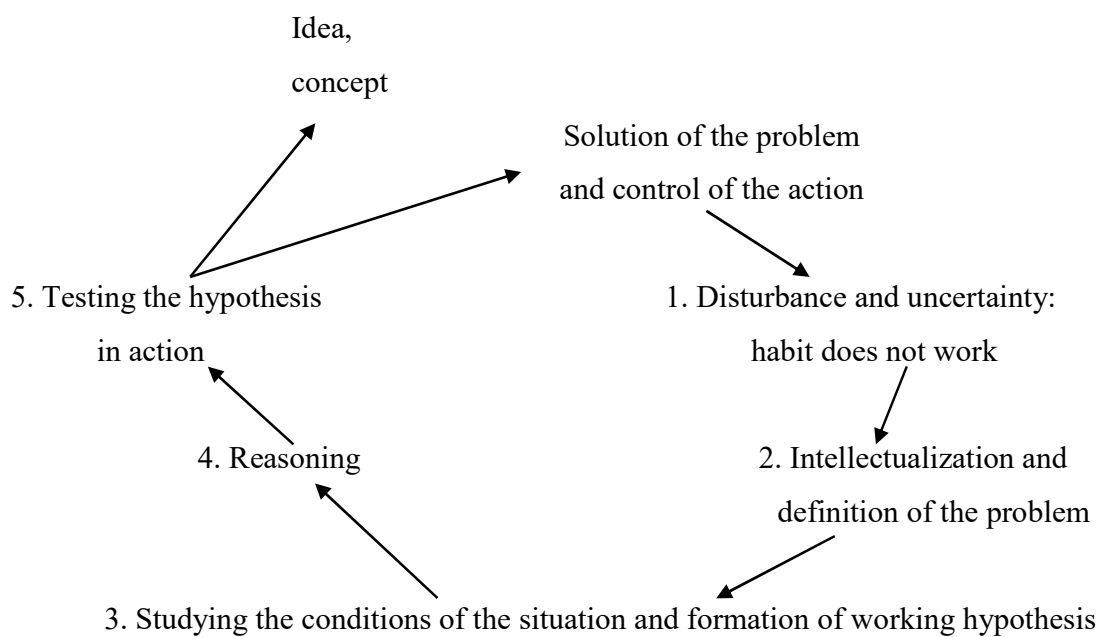 Idea,
concept
Solution of the problem
and control of the action
5. Testing the hypothesis
in action
1. Disturbance and uncertainty:
habit does not work
4. Reasoning
2. Intellectualization and
definition of the problem
3. Studying the conditions of the situation and formation of working hypothesis